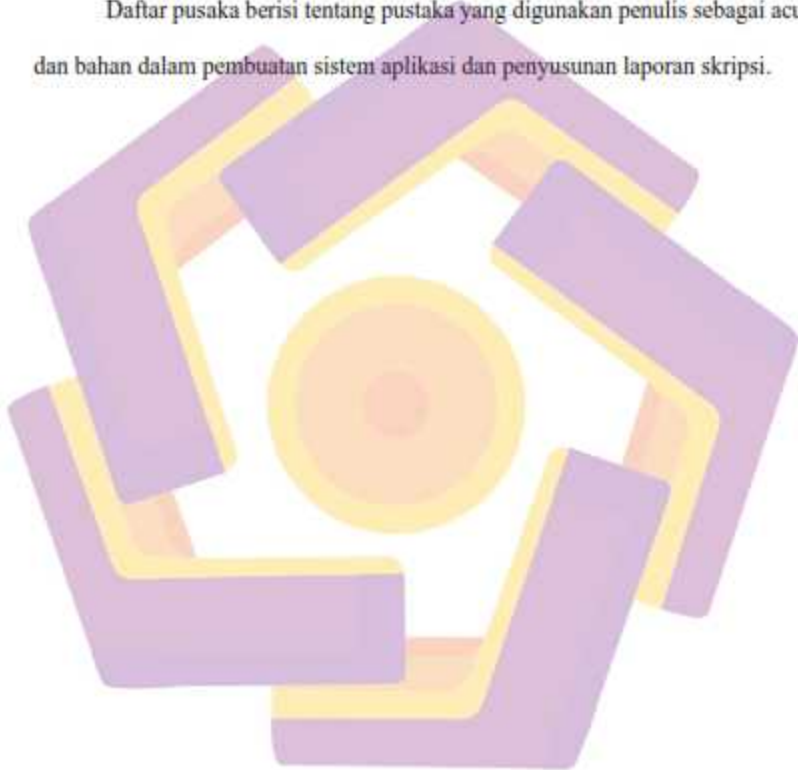 Daftar pusaka berisi tentang pustaka yang digunakan penulis sebagai
dan bahan dalam pembuatan sistem aplikasi dan penyusunan laporan skripsi.